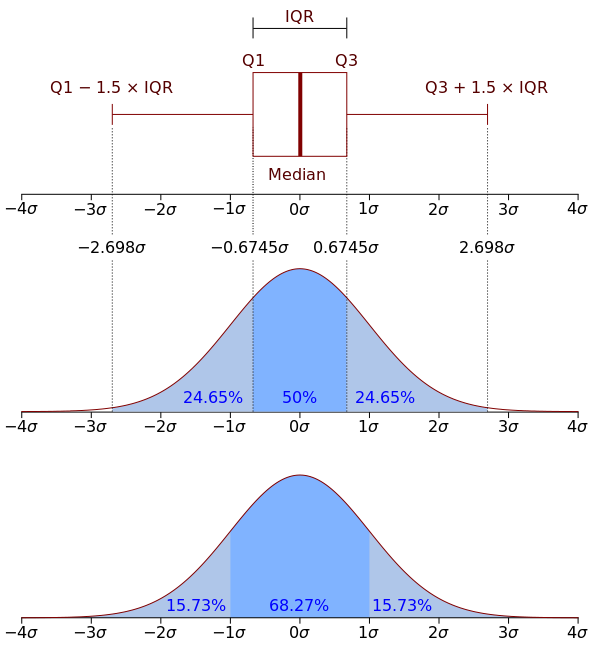 IQR
Q1 Q3
Q1 − 1.5 × IQR Q3 + 1.5 × IQR
Median
−4σ −3σ −2σ −1σ 0σ 1σ 2σ 3σ 4σ
−2.698σ −0.6745σ 0.6745σ 2.698σ
24.65% 50% 24.65%
−4σ −3σ −2σ −1σ 0σ 1σ 2σ 3σ 4σ
15.73% 68.27% 15.73%
−4σ −3σ −2σ −1σ 0σ 1σ 2σ 3σ 4σ